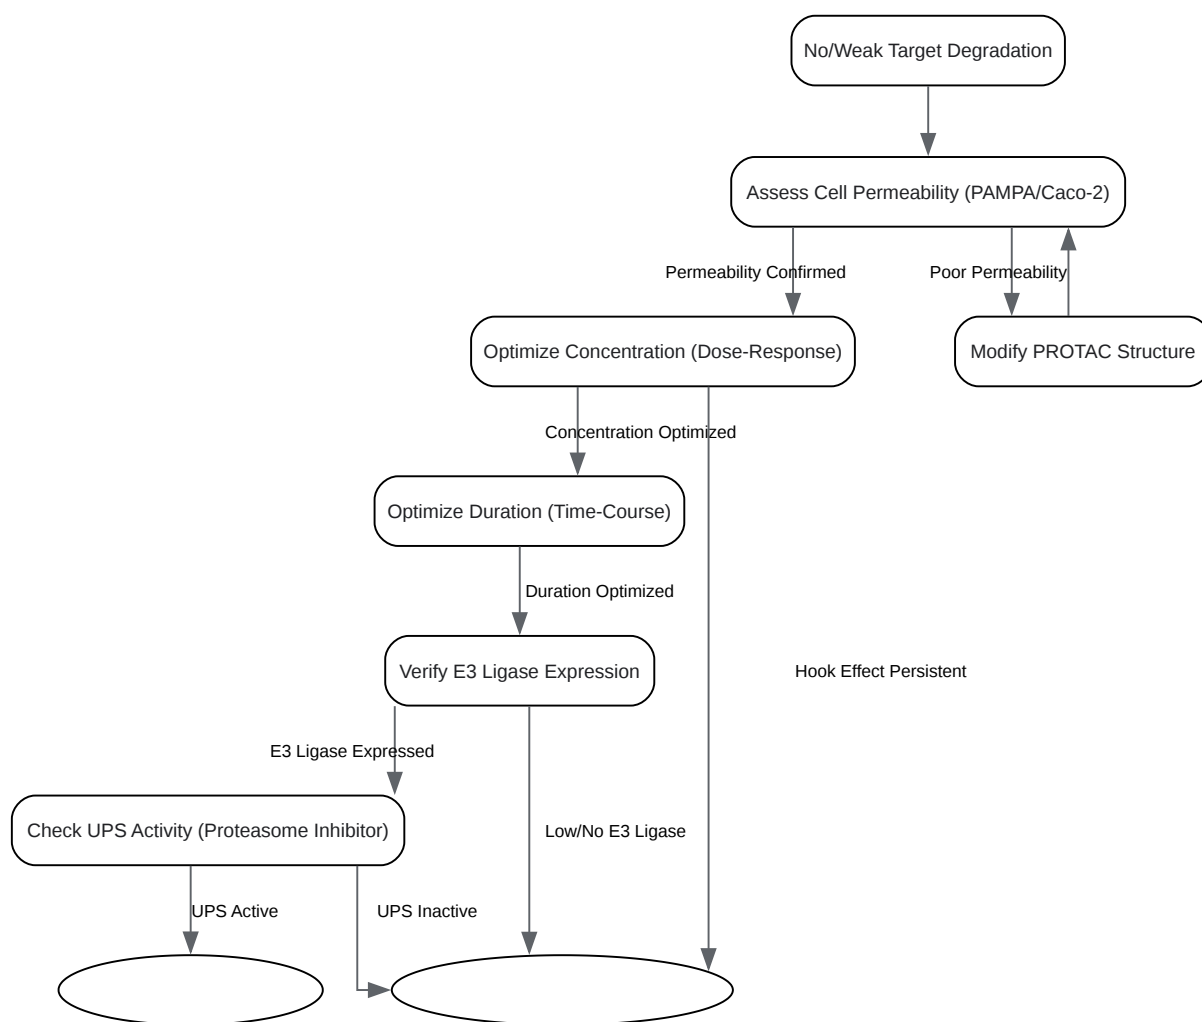 No/Weak Target Degradation
Assess Cell Permeability (PAMPA/Caco-2)
Permeability Confirmed
Poor Permeability
Optimize Concentration (Dose-Response)
Modify PROTAC Structure
Concentration Optimized
Optimize Duration (Time-Course)
Duration Optimized
Verify E3 Ligase Expression
Hook Effect Persistent
E3 Ligase Expressed
Check UPS Activity (Proteasome Inhibitor)
Low/No E3 Ligase
UPS Active
UPS Inactive